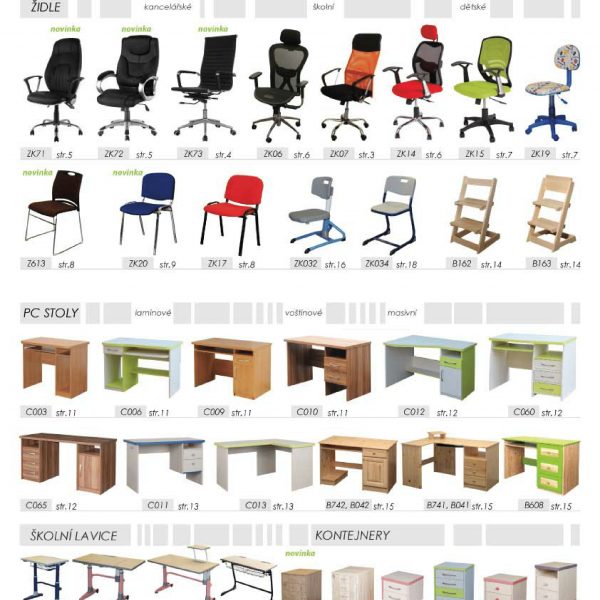 ŽIDLE kancelářské školní dětské
novinka novinka novinka
ZK71 str.5 ZK72 str.5 ZK73 str.4 ZK06 str.6 ZK07 str.3 ZK14 str.6 ZK15 str.7 ZK19 str.7
novinka novinka
Z613 str.8 ZK20 str.9 ZK17 str.8 ZK032 str.16 ZK034 str.18 B162 str.14 B163 str.14
PC STOLY lamínové voštinové masívní
C003 str.11 C006 str.11 C009 str.11 C010 str.11 C012 str.12 C060 str.12
C065 str.12 C011 str.13 C013 str.13 B742, B042 str.15 B741, B041 str.15 B608 str.15
ŠKOLNÍ LAVICE KONTEJNERY
novinka